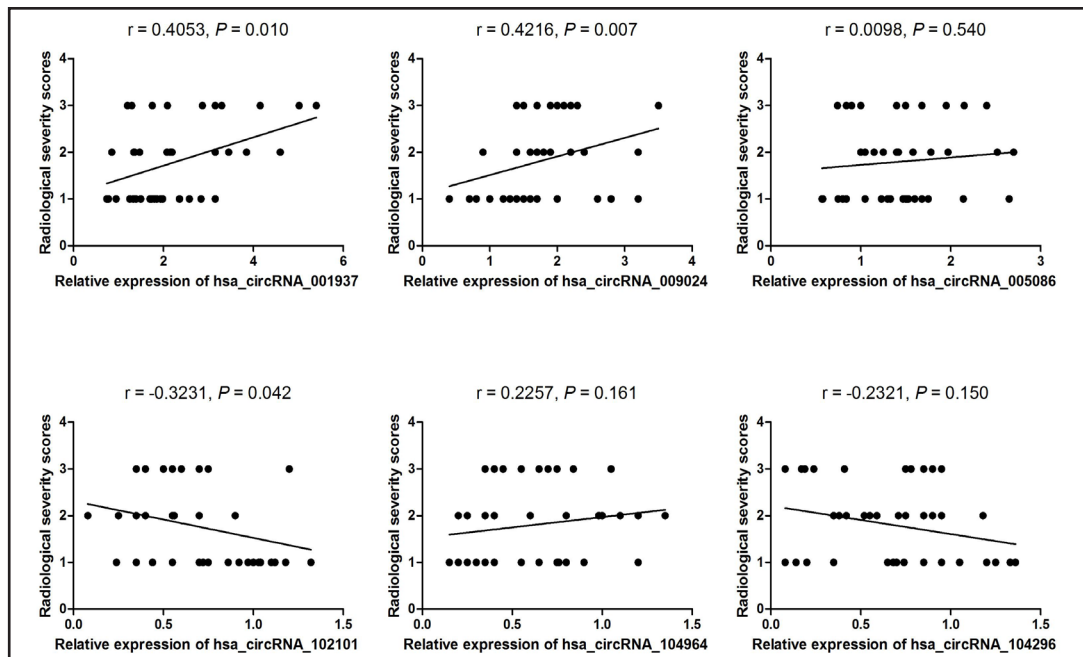 r = 0.4053, P = 0.010
r = 0.4216, P = 0.007
r = 0.0098, P = 0.540
Radiological severity scores
4
3
2
1
0
0 2 4 6
Relative expression of hsa_circRNA_001937
Radiological severity scores
4
3
2
1
0
0 1 2 3 4
Relative expression of hsa_circRNA_009024
Radiological severity scores
4
3
2
1
0
0 1 2 3
Relative expression of hsa_circRNA_005086
r = -0.3231, P = 0.042
r = 0.2257, P = 0.161
r = -0.2321, P = 0.150
Radiological severity scores
4
3
2
1
0
0.0 0.5 1.0 1.5
Relative expression of hsa_circRNA_102101
Radiological severity scores
4
3
2
1
0
0.0 0.5 1.0 1.5
Relative expression of hsa_circRNA_104964
Radiological severity scores
4
3
2
1
0
0.0 0.5 1.0 1.5
Relative expression of hsa_circRNA_104296